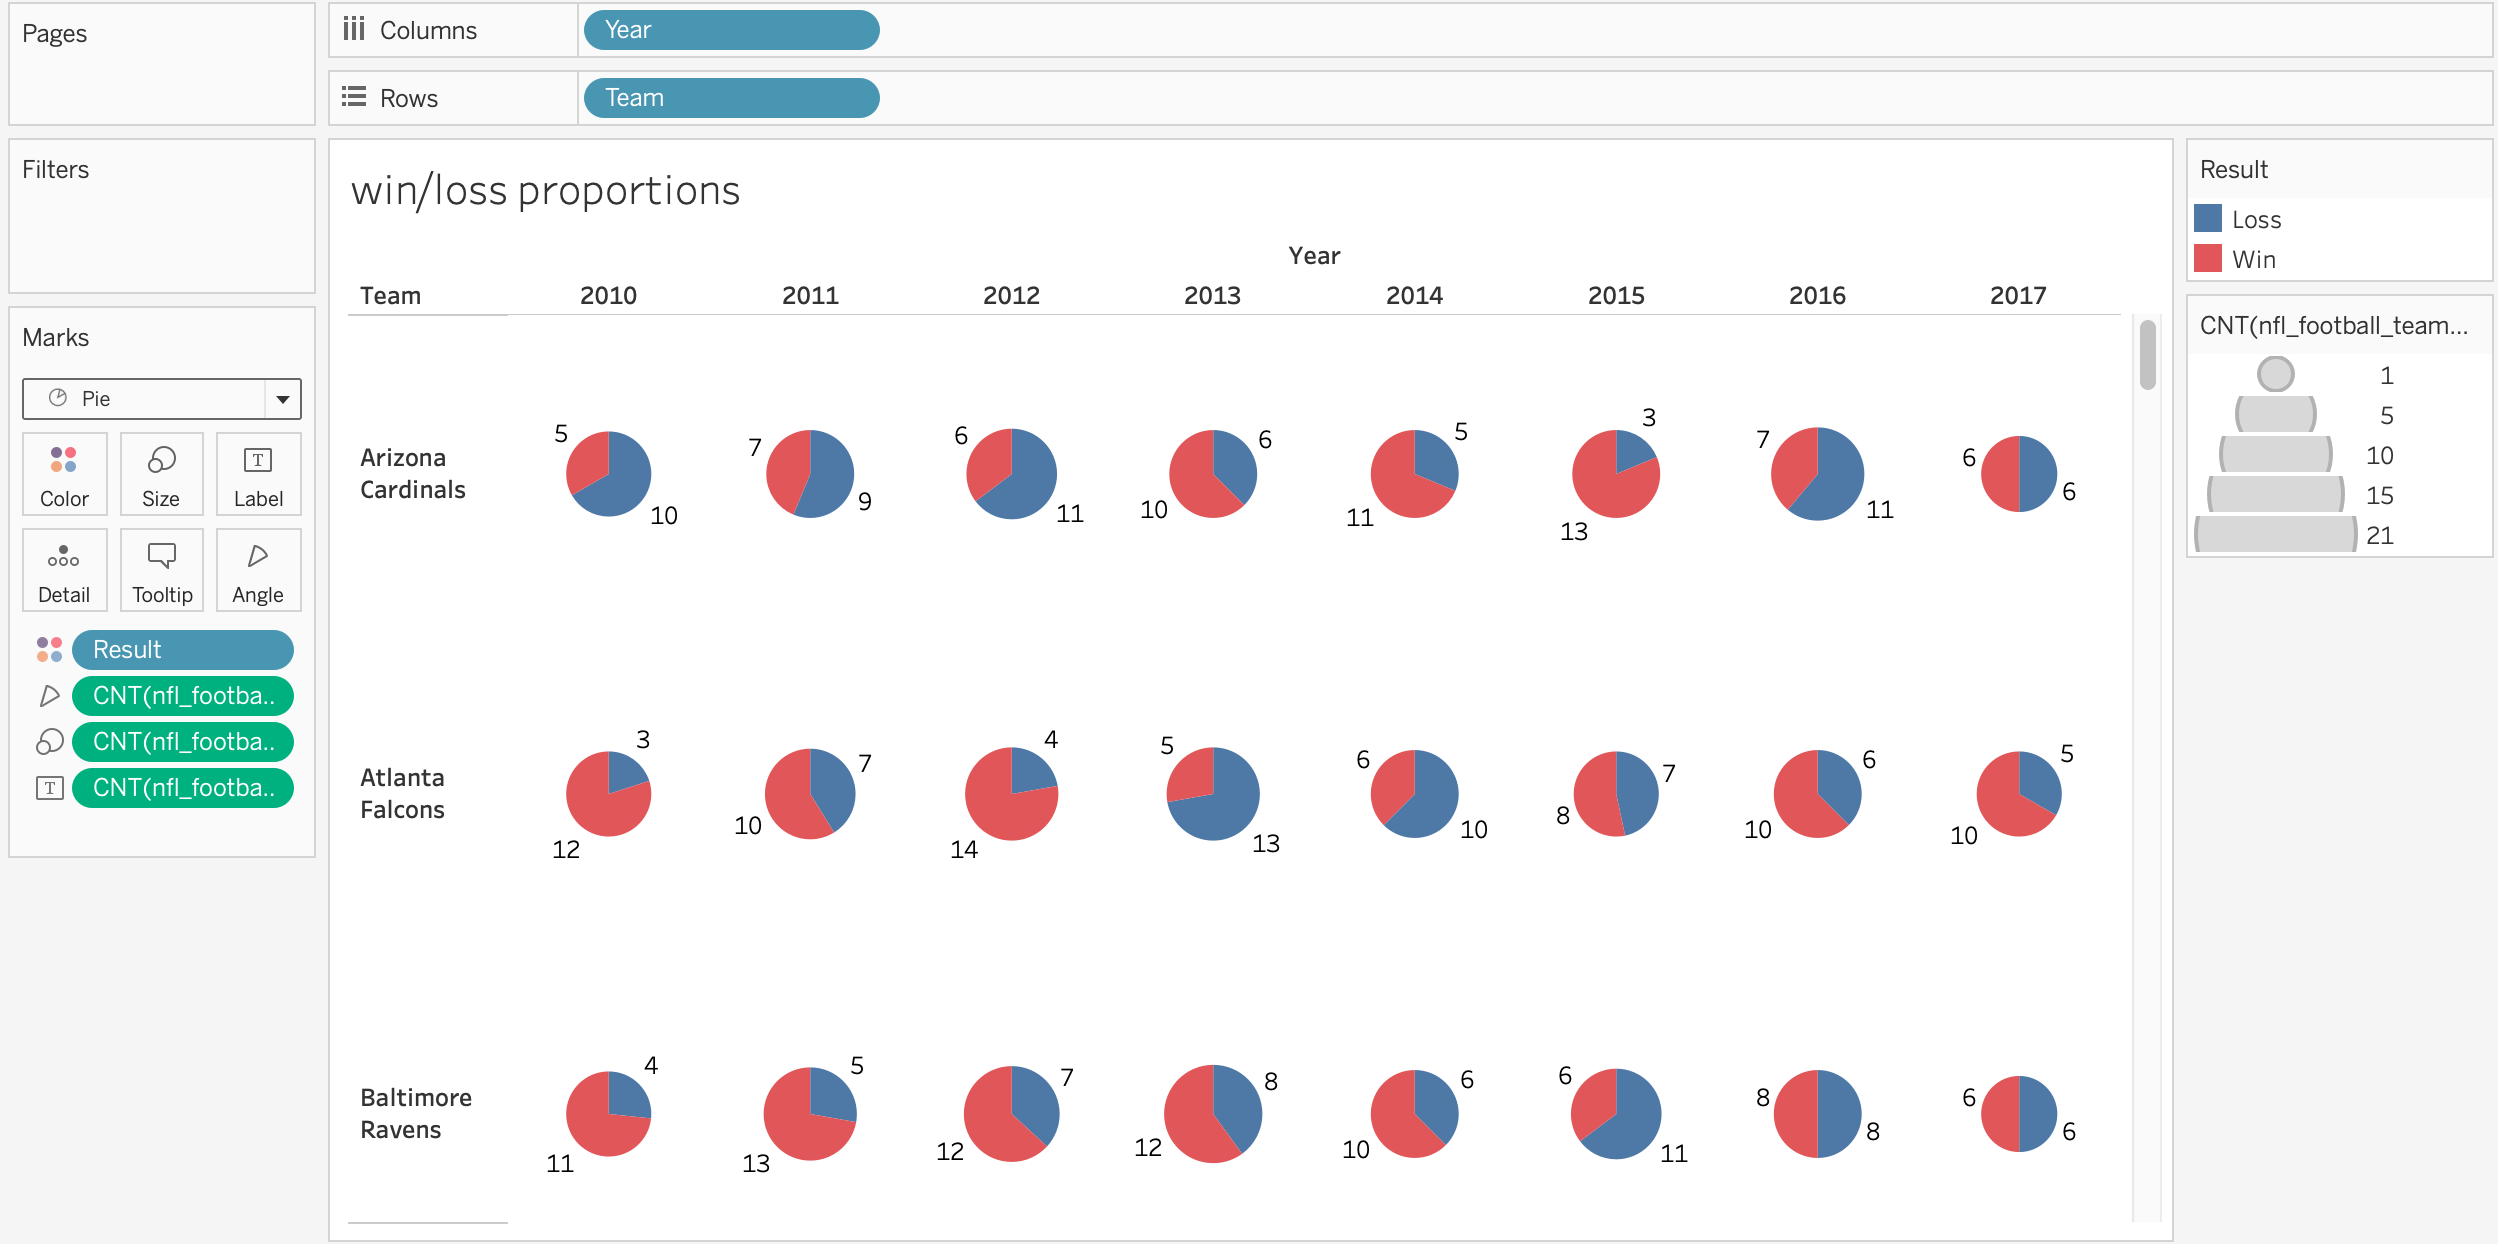 Pages
Columns
Year
Rows
Team
Filters
Marks
Pie
Color
Size
Label
Detail
Tooltip
Angle
Result
CNT(nfl_footba..
CNT(nfl_footba..
CNT(nfl_footba..
win/loss proportions
Year
Team 2010 2011 2012 2013 2014 2015 2016 2017
Arizona
Cardinals
5 10 7 9 6 11 6 10 5 11 3 13 7 11 6 6
Atlanta
Falcons
3 12 7 10 4 14 5 13 6 10 7 8 6 10 5 10
Baltimore
Ravens
4 11 5 13 7 12 8 12 6 10 6 11 8 8 6 6
Result
Loss
Win
CNT(nfl_football_team...
1
5
10
15
21